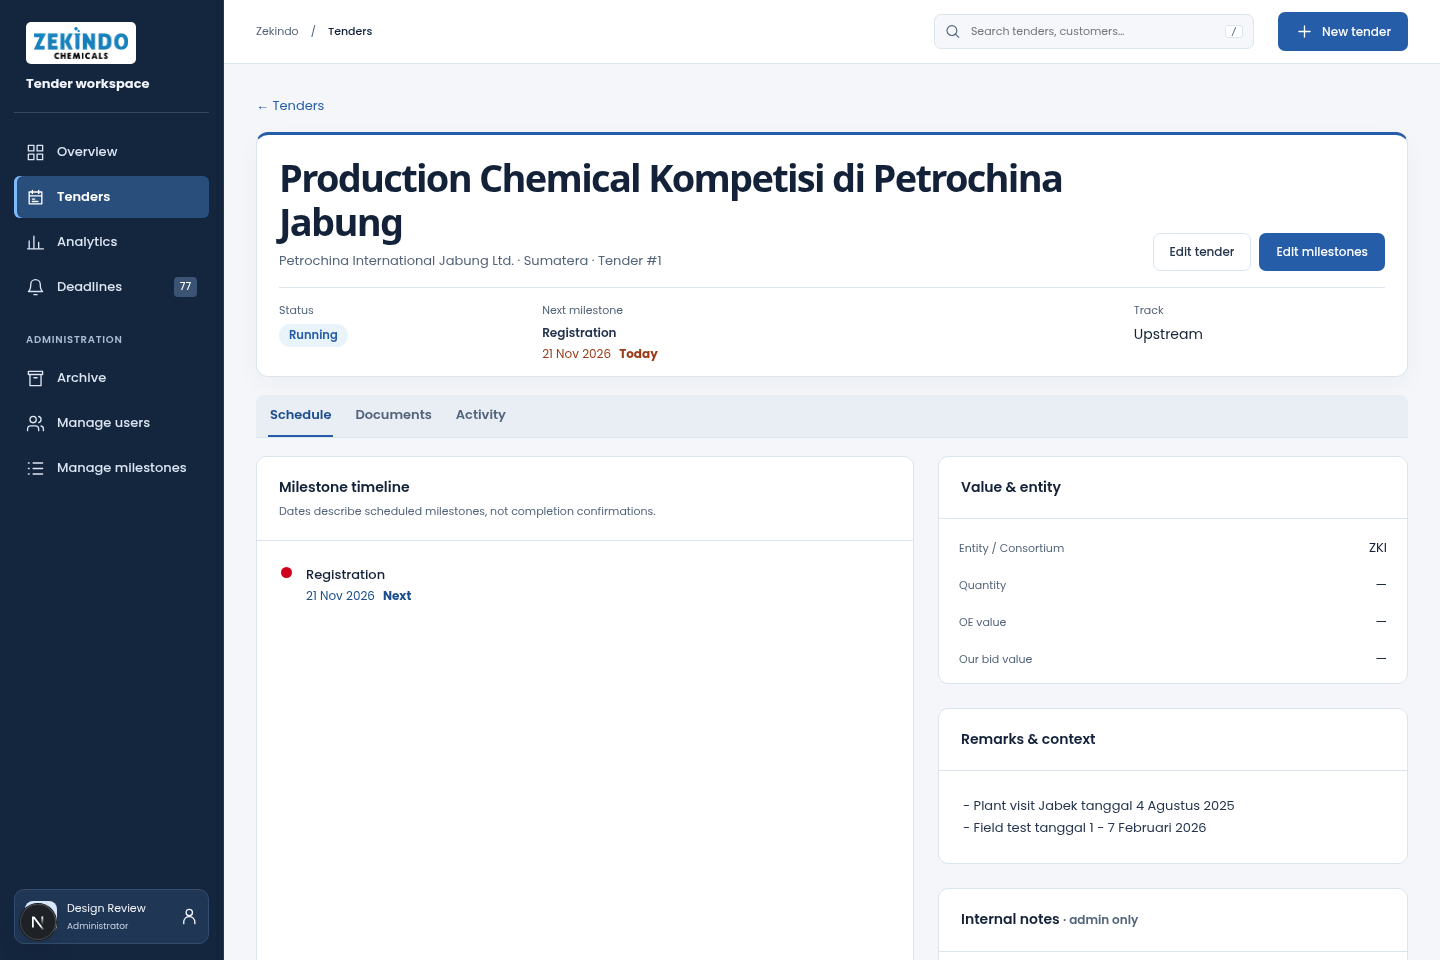 ZEKINDO
CHEMICALS
Tender workspace
Overview
Tenders
Analytics
Deadlines 77
ADMINISTRATION
Archive
Manage users
Manage milestones
N
Design Review
Administrator
Zekindo / Tenders
Search tenders, customers... /
New tender
← Tenders
Production Chemical Kompetisi di Petrochina
Jabung
Petrochina International Jabung Ltd. · Sumatera · Tender #1
Edit tender
Edit milestones
Status
Running
Next milestone
Registration
21 Nov 2026 Today
Track
Upstream
Schedule Documents Activity
Milestone timeline
Dates describe scheduled milestones, not completion confirmations.
Registration
21 Nov 2026 Next
Value & entity
Entity / Consortium ZKI
Quantity —
OE value —
Our bid value —
Remarks & context
- Plant visit Jabek tanggal 4 Agustus 2025
- Field test tanggal 1 - 7 Februari 2026
Internal notes · admin only